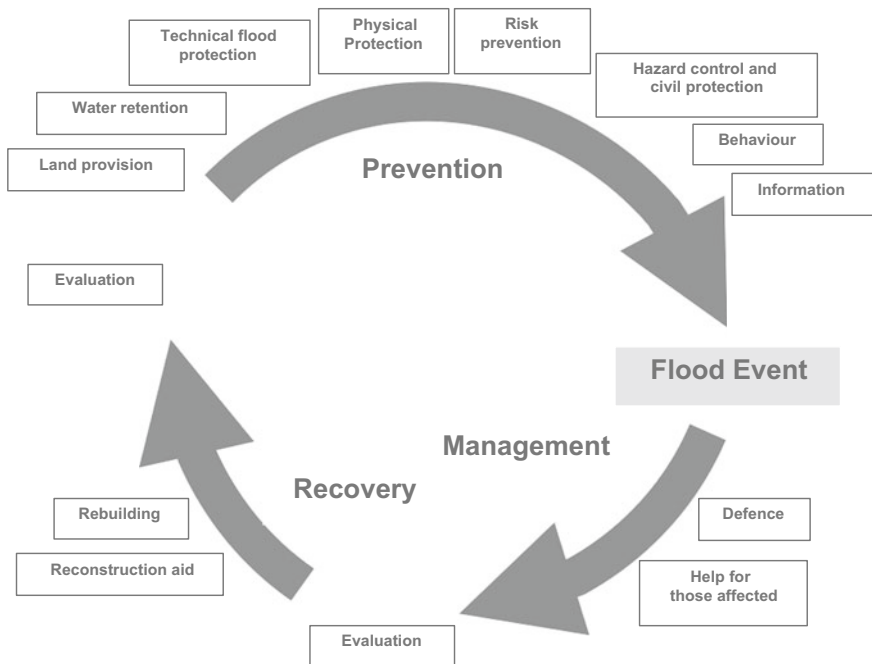 Physical
Protection
Risk
prevention
Technical flood
protection
Hazard control and
civil protection
Water retention
Behaviour
Land provision
Prevention
Information
Evaluation
Flood Event
Management
Recovery
Rebuilding
Defence
Reconstruction aid
Help for
those affected
Evaluation